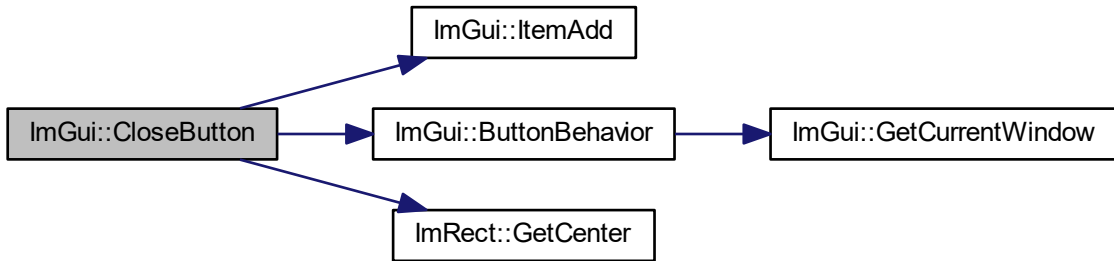 ImGui::ItemAdd
ImGui::CloseButton
ImGui::ButtonBehavior
ImGui::GetCurrentWindow
ImRect::GetCenter